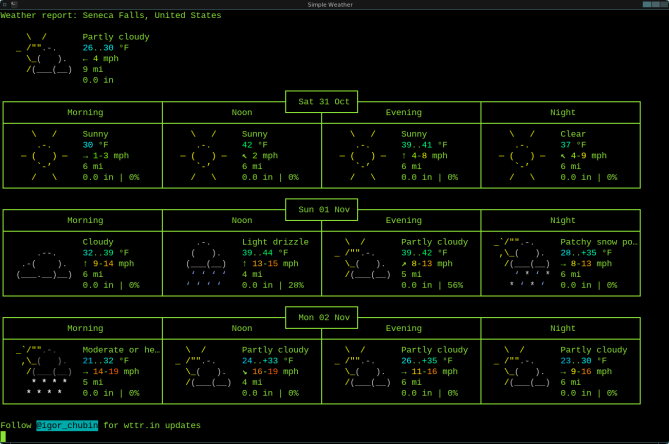 Simple Weather
Weather report: Seneca Falls, United States
Partly cloudy
26..30 °F
← 4 mph
9 mi
0.0 in
Sat 31 Oct
Morning Noon Evening Night
Sunny Sunny Sunny Clear
30 °F 42 °F 39..41 °F 37 °F
→ 1-3 mph ↖ 2 mph ↑ 4-8 mph ↖ 4-9 mph
6 mi 6 mi 6 mi 6 mi
0.0 in | 0% 0.0 in | 0% 0.0 in | 0% 0.0 in | 0%
Sun 01 Nov
Morning Noon Evening Night
Cloudy Light drizzle Partly cloudy Patchy snow po…
32..39 °F 39..44 °F 39..42 °F 28..+35 °F
↑ 9-14 mph ↑ 13-15 mph ↗ 8-13 mph → 8-13 mph
6 mi 4 mi 5 mi 6 mi
0.0 in | 0% 0.0 in | 28% 0.0 in | 56% 0.0 in | 0%
Mon 02 Nov
Morning Noon Evening Night
Moderate or he… Partly cloudy Partly cloudy Partly cloudy
21..32 °F 24..+33 °F 26..+35 °F 23..30 °F
→ 14-19 mph ↘ 16-19 mph → 11-16 mph → 9-16 mph
5 mi 4 mi 6 mi 6 mi
0.0 in | 0% 0.0 in | 0% 0.0 in | 0% 0.0 in | 0%
Follow @igor_chubin for wttr.in updates